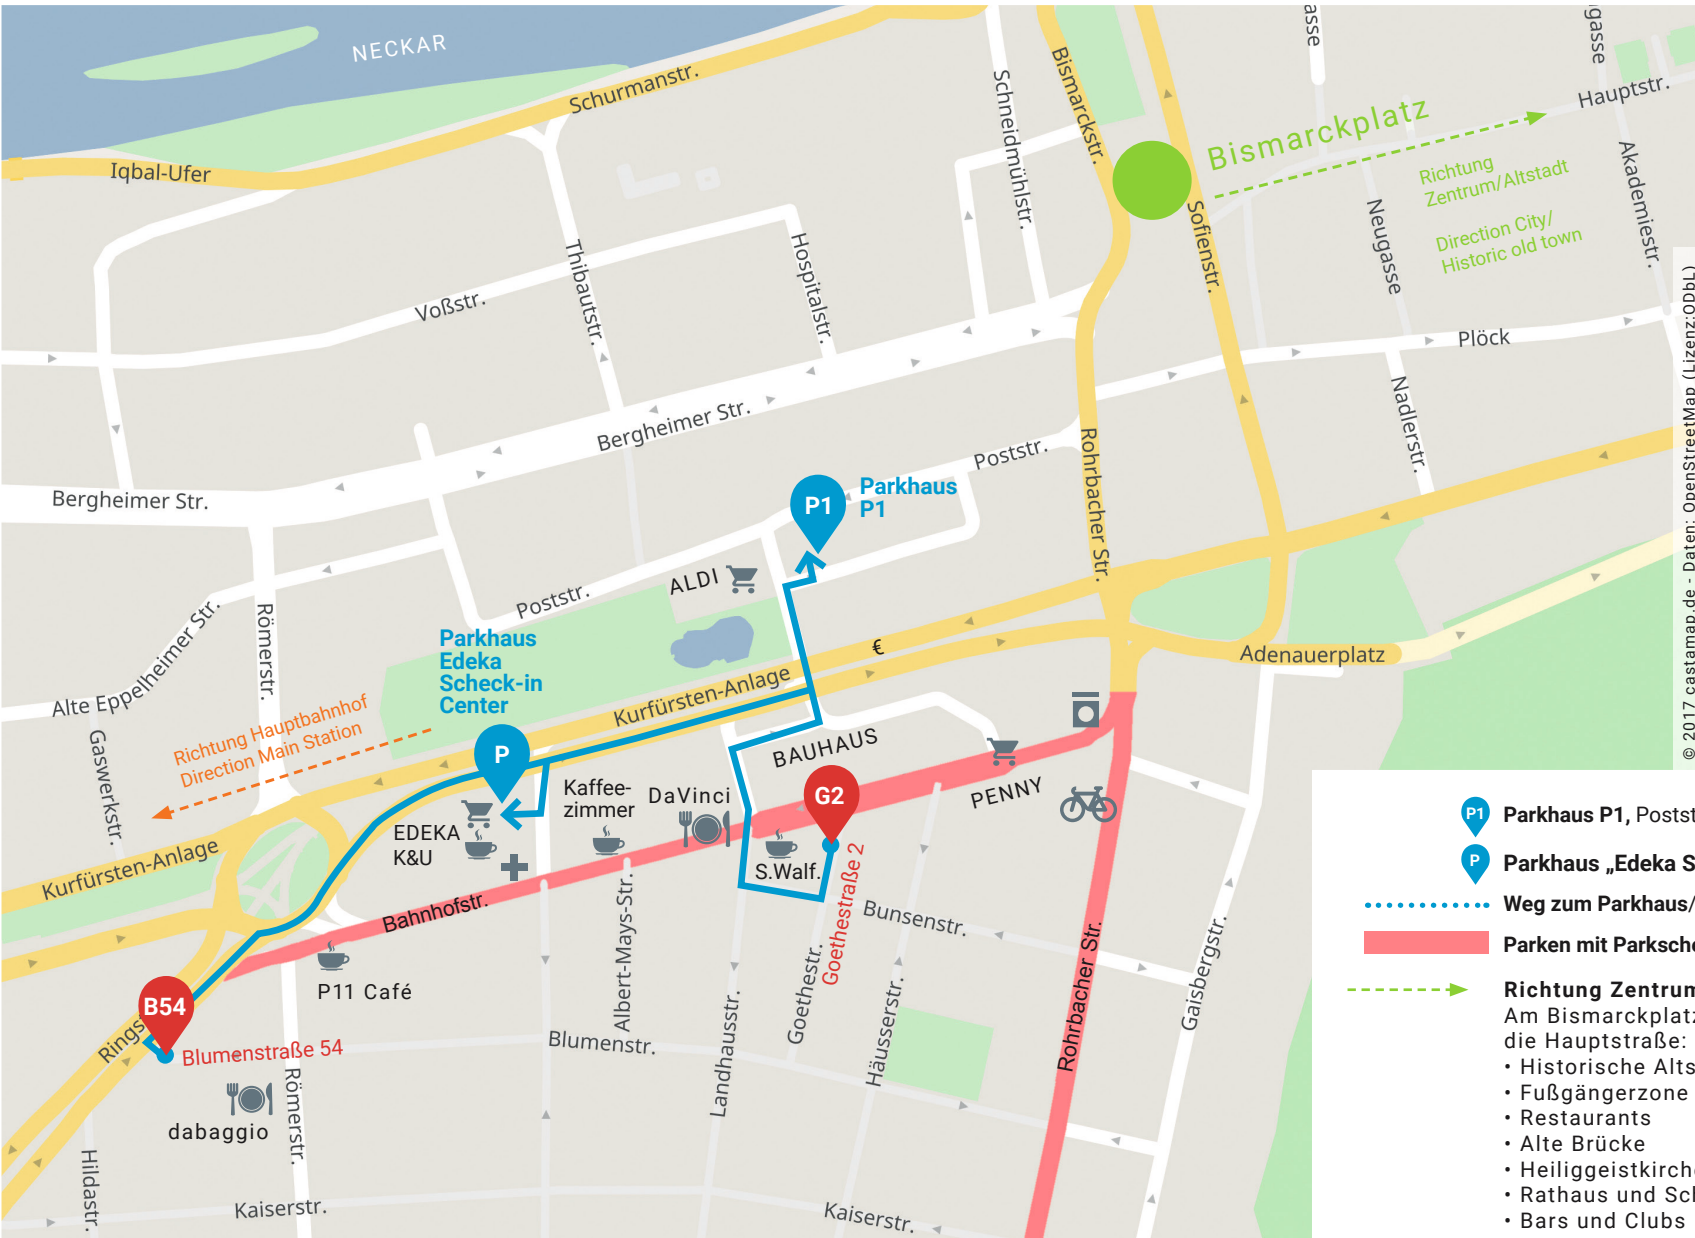 NECKAR
Schurmanstr.
Iqbal-Ufer
Schneidmühlstr.
Bismarckstr.
asse
gasse
Hauptstr.
Bismarckplatz
Richtung
Zentrum/Altstadt
Direction City/
Historic old town
Akademiestr.
Neugasse
Sofienstr.
Thibautstr.
Hospitalstr.
Voßstr.
Plöck
Nadlerstr.
Bergheimer Str.
Bergheimer Str.
Poststr.
Rohrbacher Str.
P1
Parkhaus
P1
ALDI
Poststr.
Römerstr.
Alte Eppelheimer Str.
Parkhaus
Edeka
Scheck-in
Center
€
Adenauerplatz
Kurfürsten-Anlage
Richtung Hauptbahnhof
Direction Main Station
Gaswerkstr.
P
BAUHAUS
PENNY
Kaffee-
zimmer
DaVinci
G2
EDEKA
K&U
S.Walf.
Kurfürsten-Anlage
Bahnhofstr.
Goethestraße 2
Bunsenstr.
P11 Café
Albert-Mays-Str.
Goethestr.
Häusserstr.
Landhausstr.
Rohrbacher Str.
Gaisbergstr.
B54
Rings
Blumenstraße 54
Blumenstr.
Römerstr.
dabaggio
Hildastr.
Kaiserstr.
Kaiserstr.
© 2017 castamap.de - Daten: OpenStreetMap (Lizenz:ODbL)
P1 Parkhaus P1, Postst
P Parkhaus „Edeka S
Weg zum Parkhaus/
Parken mit Parksche
Richtung Zentrum
Am Bismarckplatz
die Hauptstraße:
• Historische Alts
• Fußgängerzone
• Restaurants
• Alte Brücke
• Heiliggeistkirche
• Rathaus und Sch
• Bars und Clubs